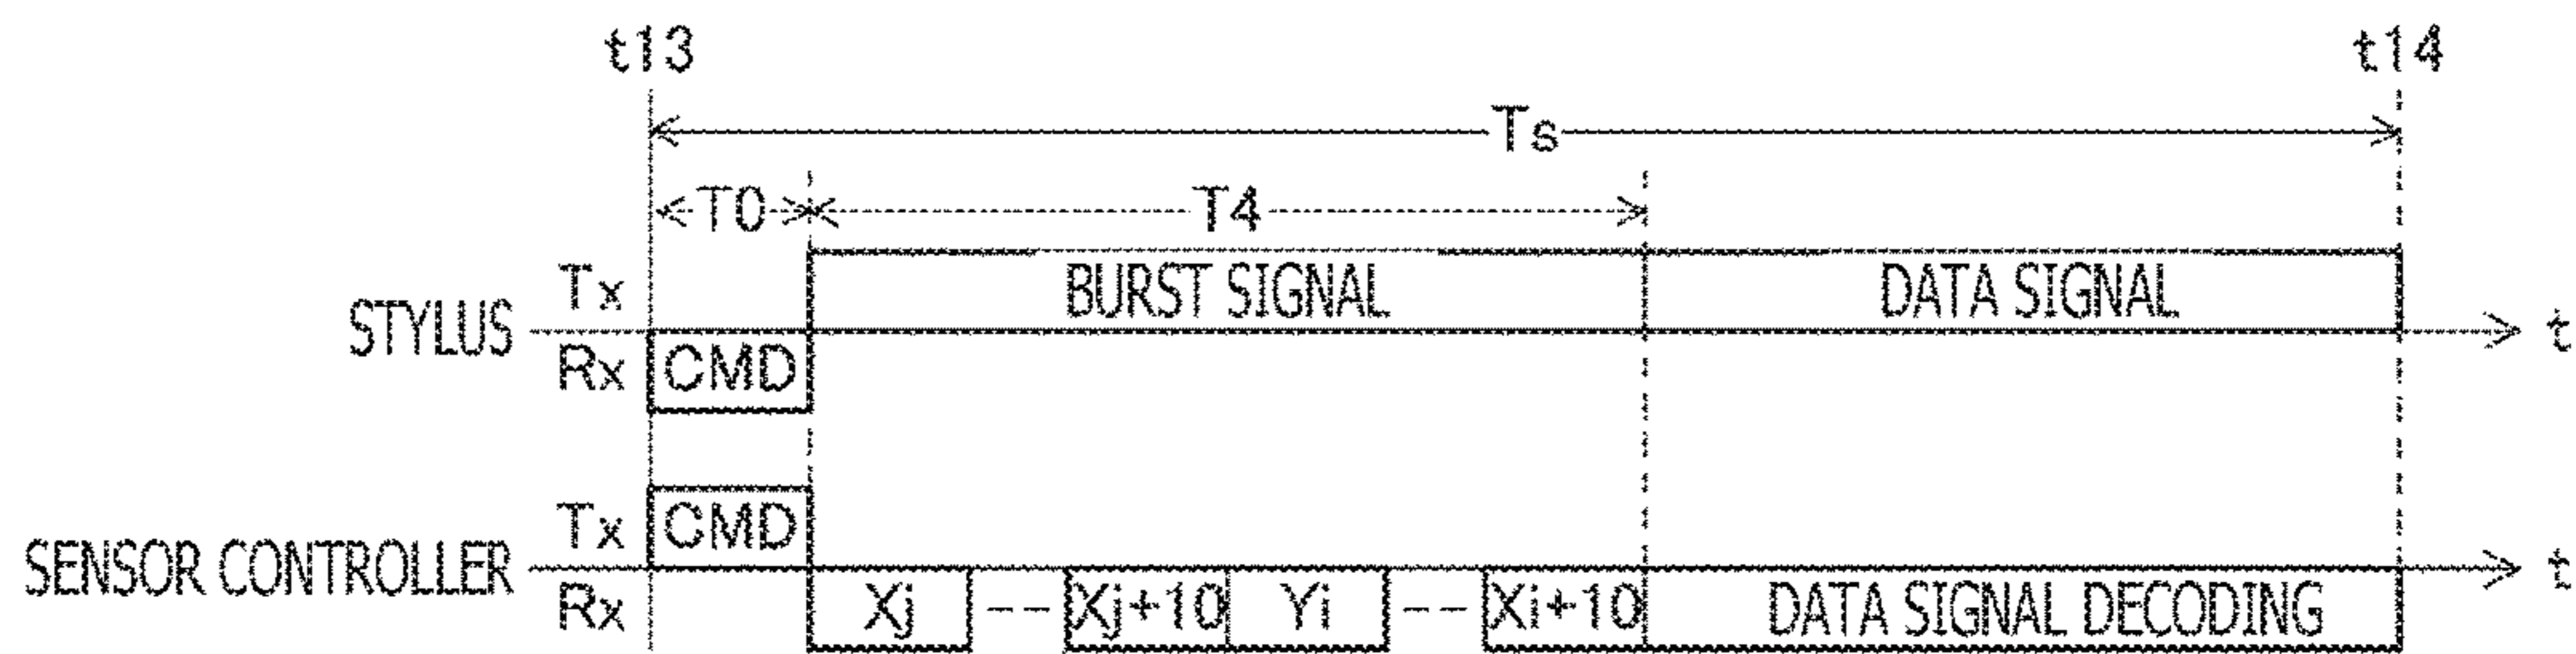 t13 t14
Ts
T0 T4
Tx BURST SIGNAL DATA SIGNAL
STYLUS t
Rx CMD
Tx CMD
SENSOR CONTROLLER t
Rx Xj -- Xj+10 Yi -- Xi+10 DATA SIGNAL DECODING